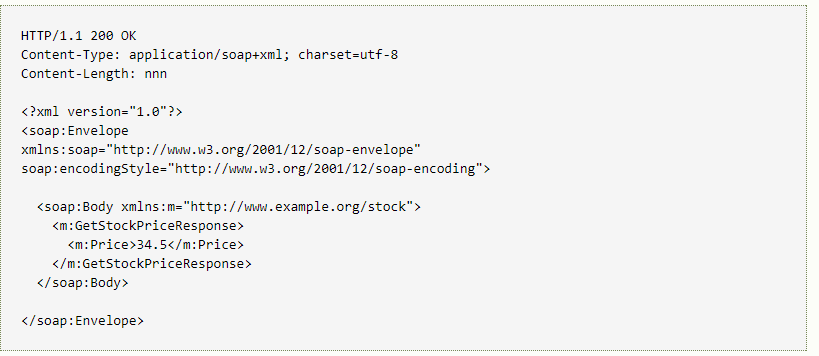 HTTP/1.1 200 OK
Content-Type: application/soap+xml; charset=utf-8
Content-Length: nnn
<?xml version="1.0"?>
<soap:Envelope
xmlns:soap="http://www.w3.org/2001/12/soap-envelope"
soap:encodingStyle="http://www.w3.org/2001/12/soap-encoding">
<soap:Body xmlns:m="http://www.example.org/stock">
<m:GetStockPriceResponse>
<m:Price>34.5</m:Price>
</m:GetStockPriceResponse>
</soap:Body>
</soap:Envelope>